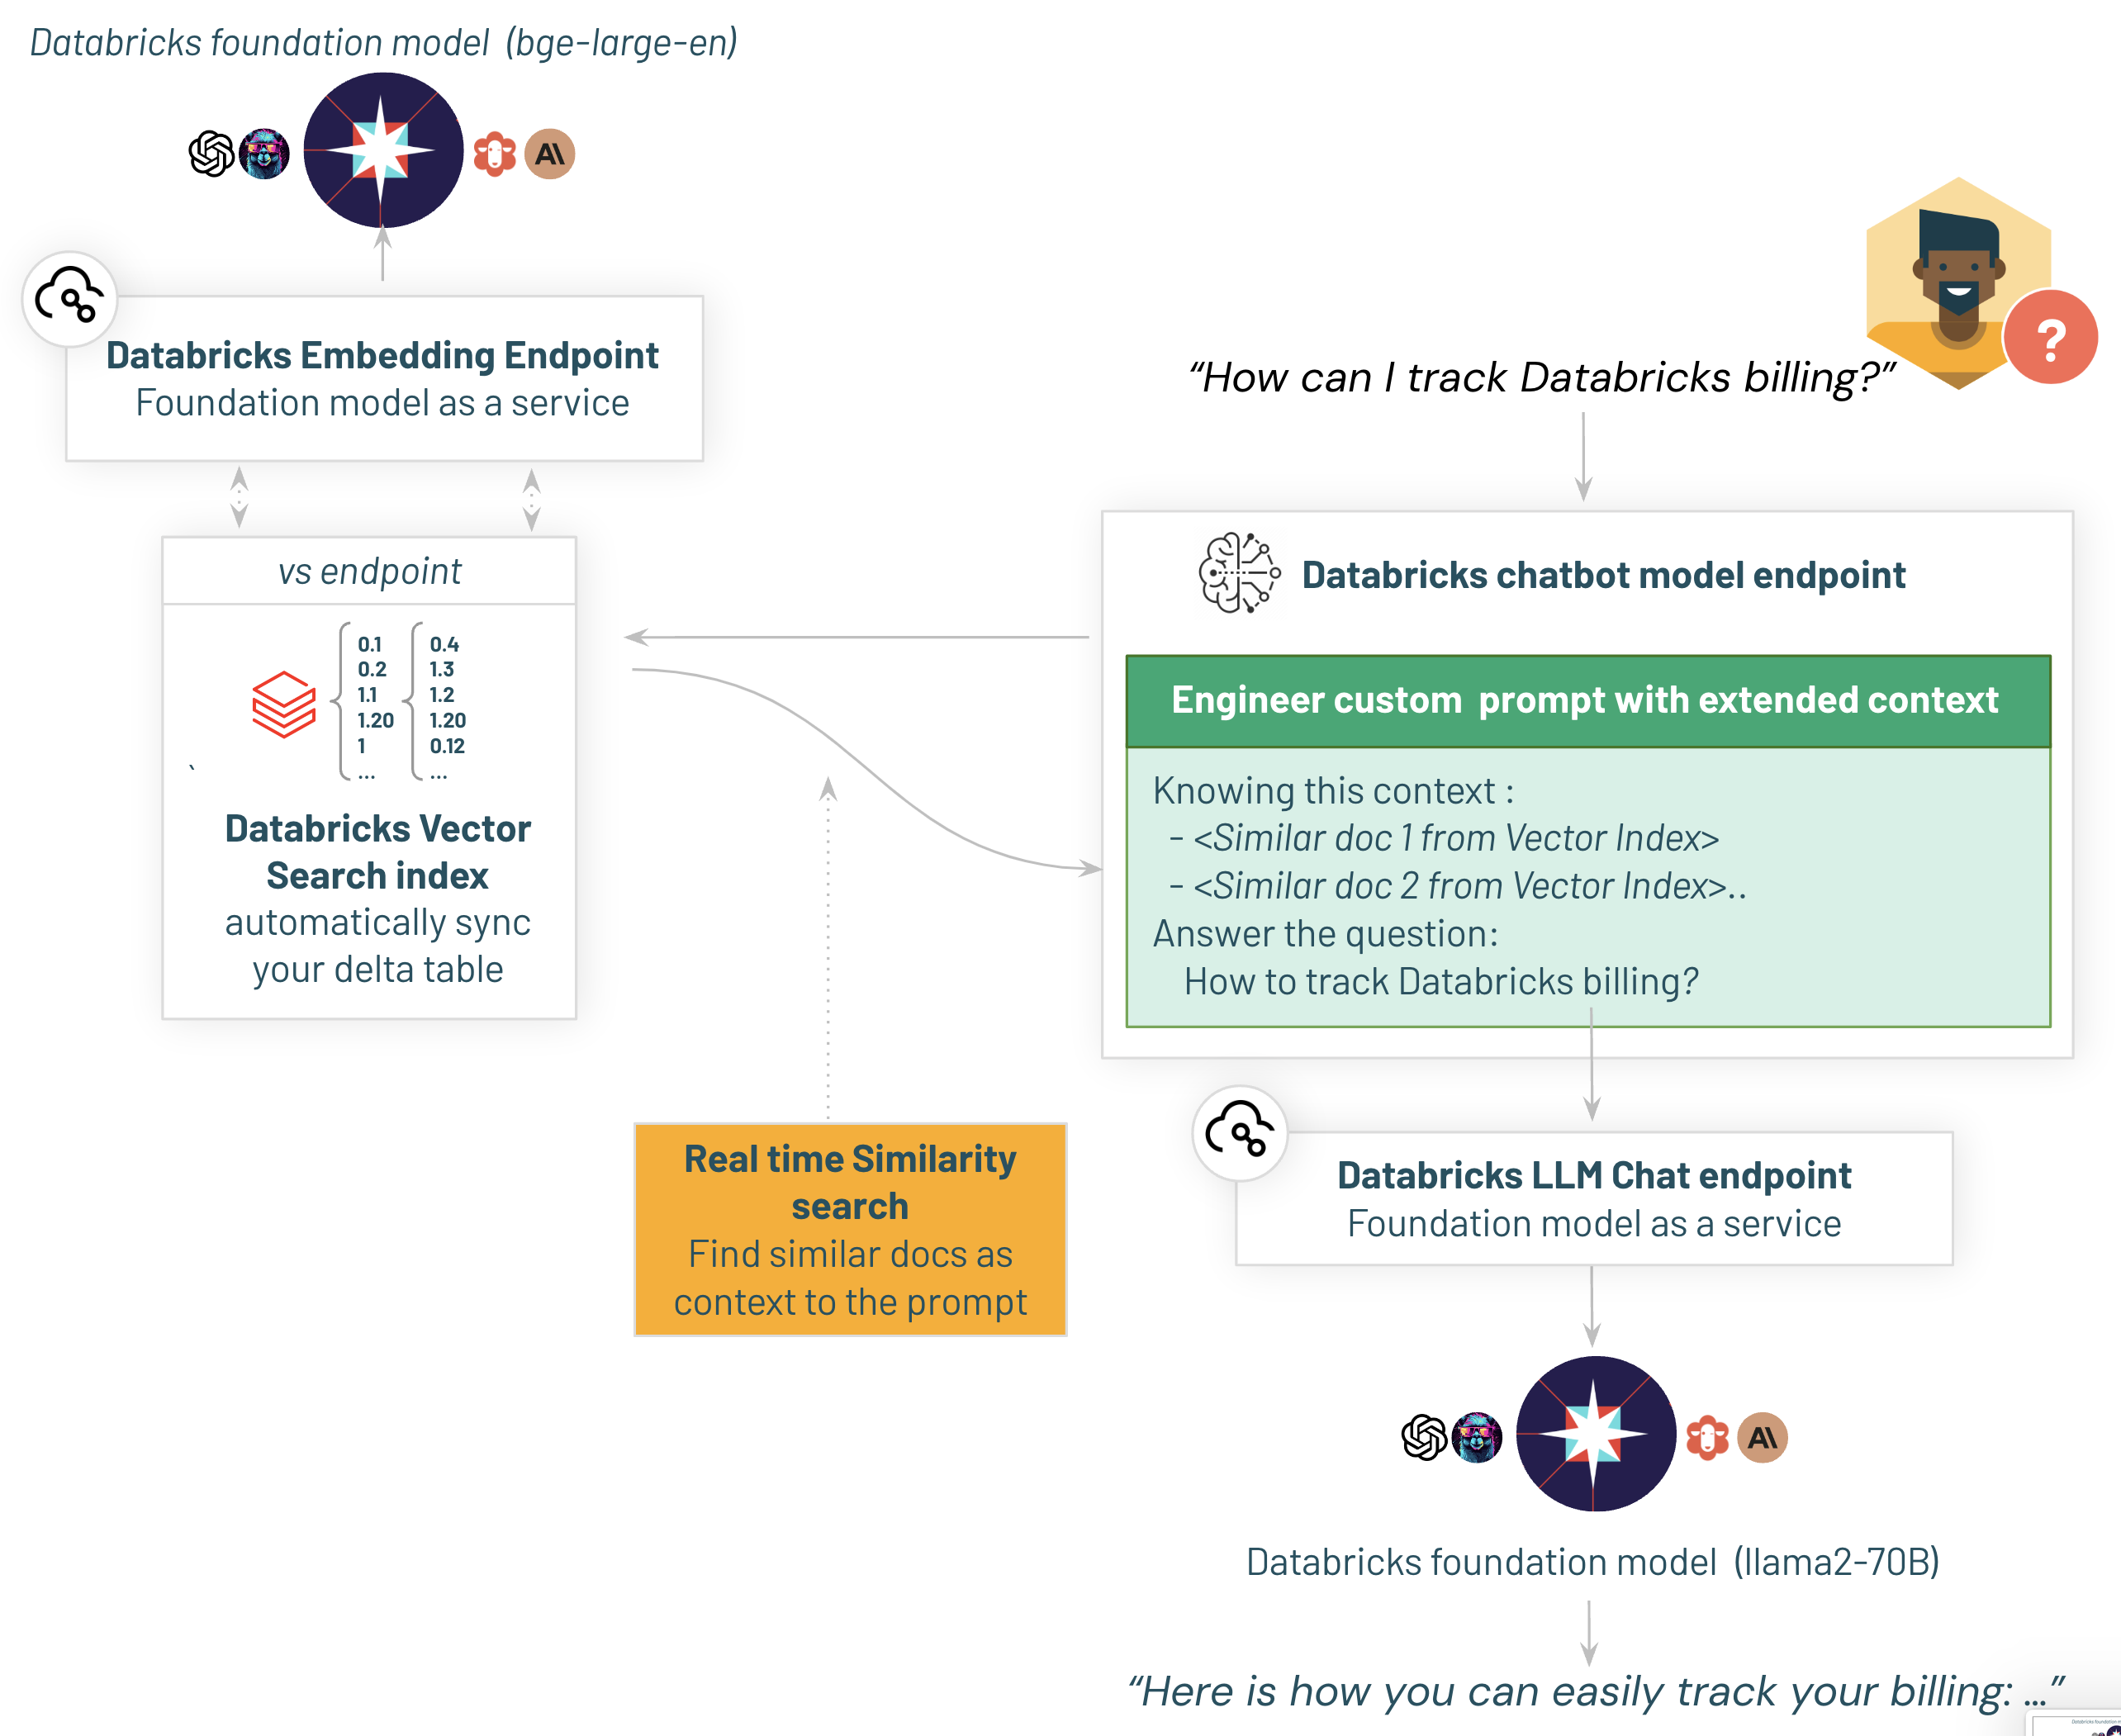 Databricks foundation model (bge-large-en)
Databricks Embedding Endpoint
Foundation model as a service
vs endpoint
0.1
0.2
1.1
1.20
1
...
0.4
1.3
1.2
1.20
0.12
...
`
Databricks Vector
Search index
automatically sync
your delta table
Real time Similarity
search
Find similar docs as
context to the prompt
?
“How can I track Databricks billing?”
Databricks chatbot model endpoint
Engineer custom prompt with extended context
Knowing this context :
- <Similar doc 1 from Vector Index>
- <Similar doc 2 from Vector Index>..
Answer the question:
How to track Databricks billing?
Databricks LLM Chat endpoint
Foundation model as a service
Databricks foundation model (llama2-70B)
“Here is how you can easily track your billing: ...”